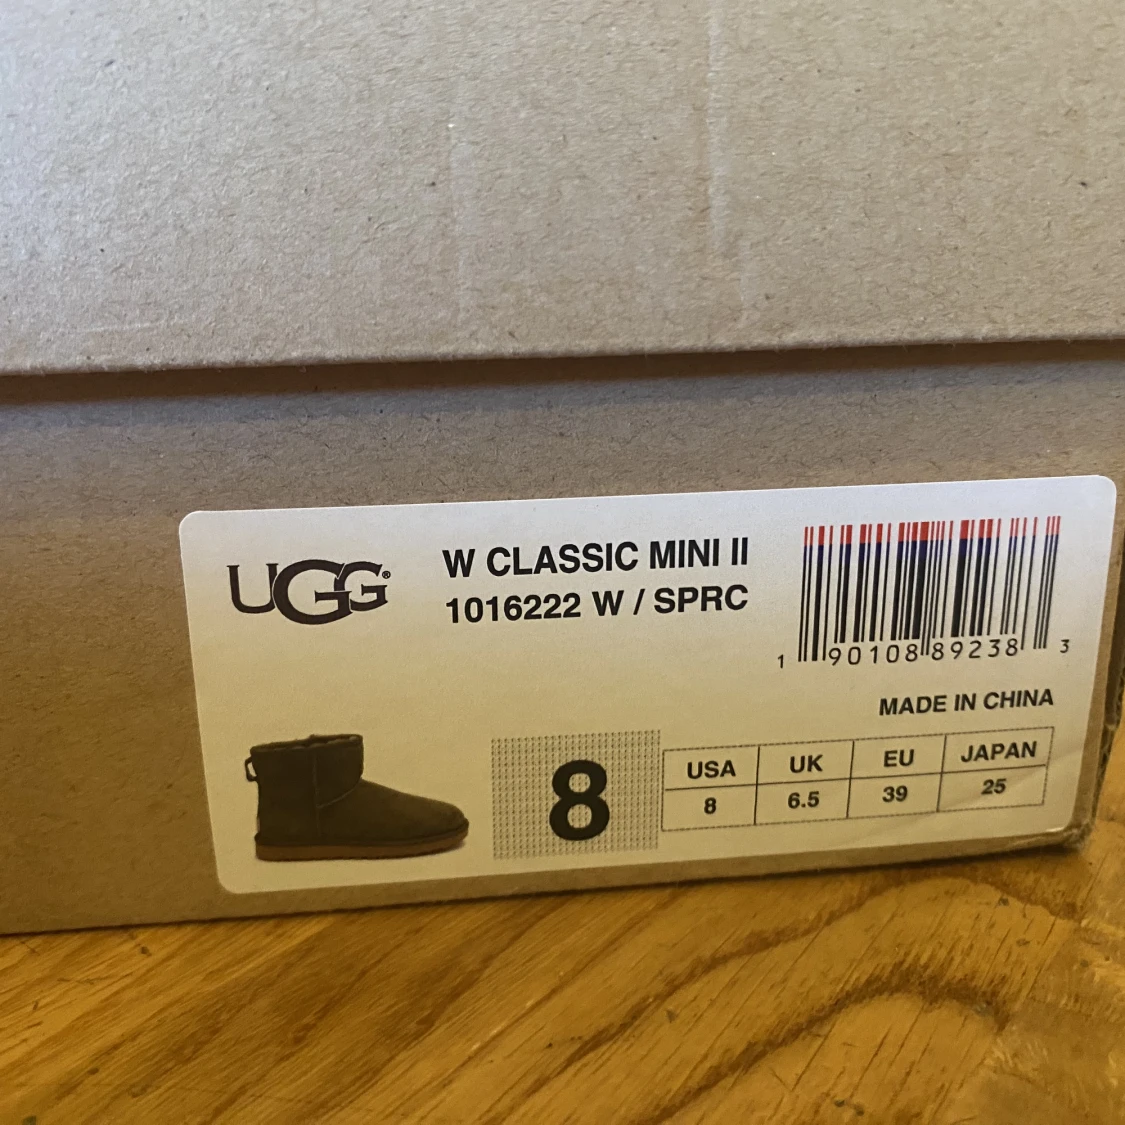 UGG®
W CLASSIC MINI II
1016222 W / SPRC
1 90108 89238 3
MADE IN CHINA
8
USA UK EU JAPAN
8 6.5 39 25